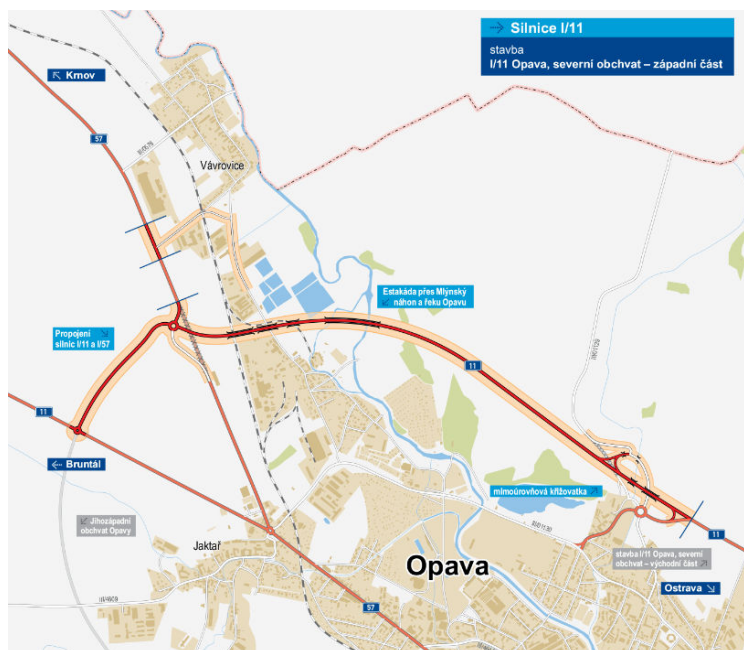 → Silnice I/11
stavba
I/11 Opava, severní obchvat – západní část
↖ Krnov
57
Vávrovice
Estakáda přes Mlýnský
↙ náhon a řeku Opavu
Propojení ↘
silnic I/11 a I/57
11
11
← Bruntál
mimoúrovňová křižovatka ↗
↙ Jihozápadní
obchvat Opavy
11
Jaktař
Opava
stavba I/11 Opava, severní
obchvat – východní část ↗
Ostrava ↘
57